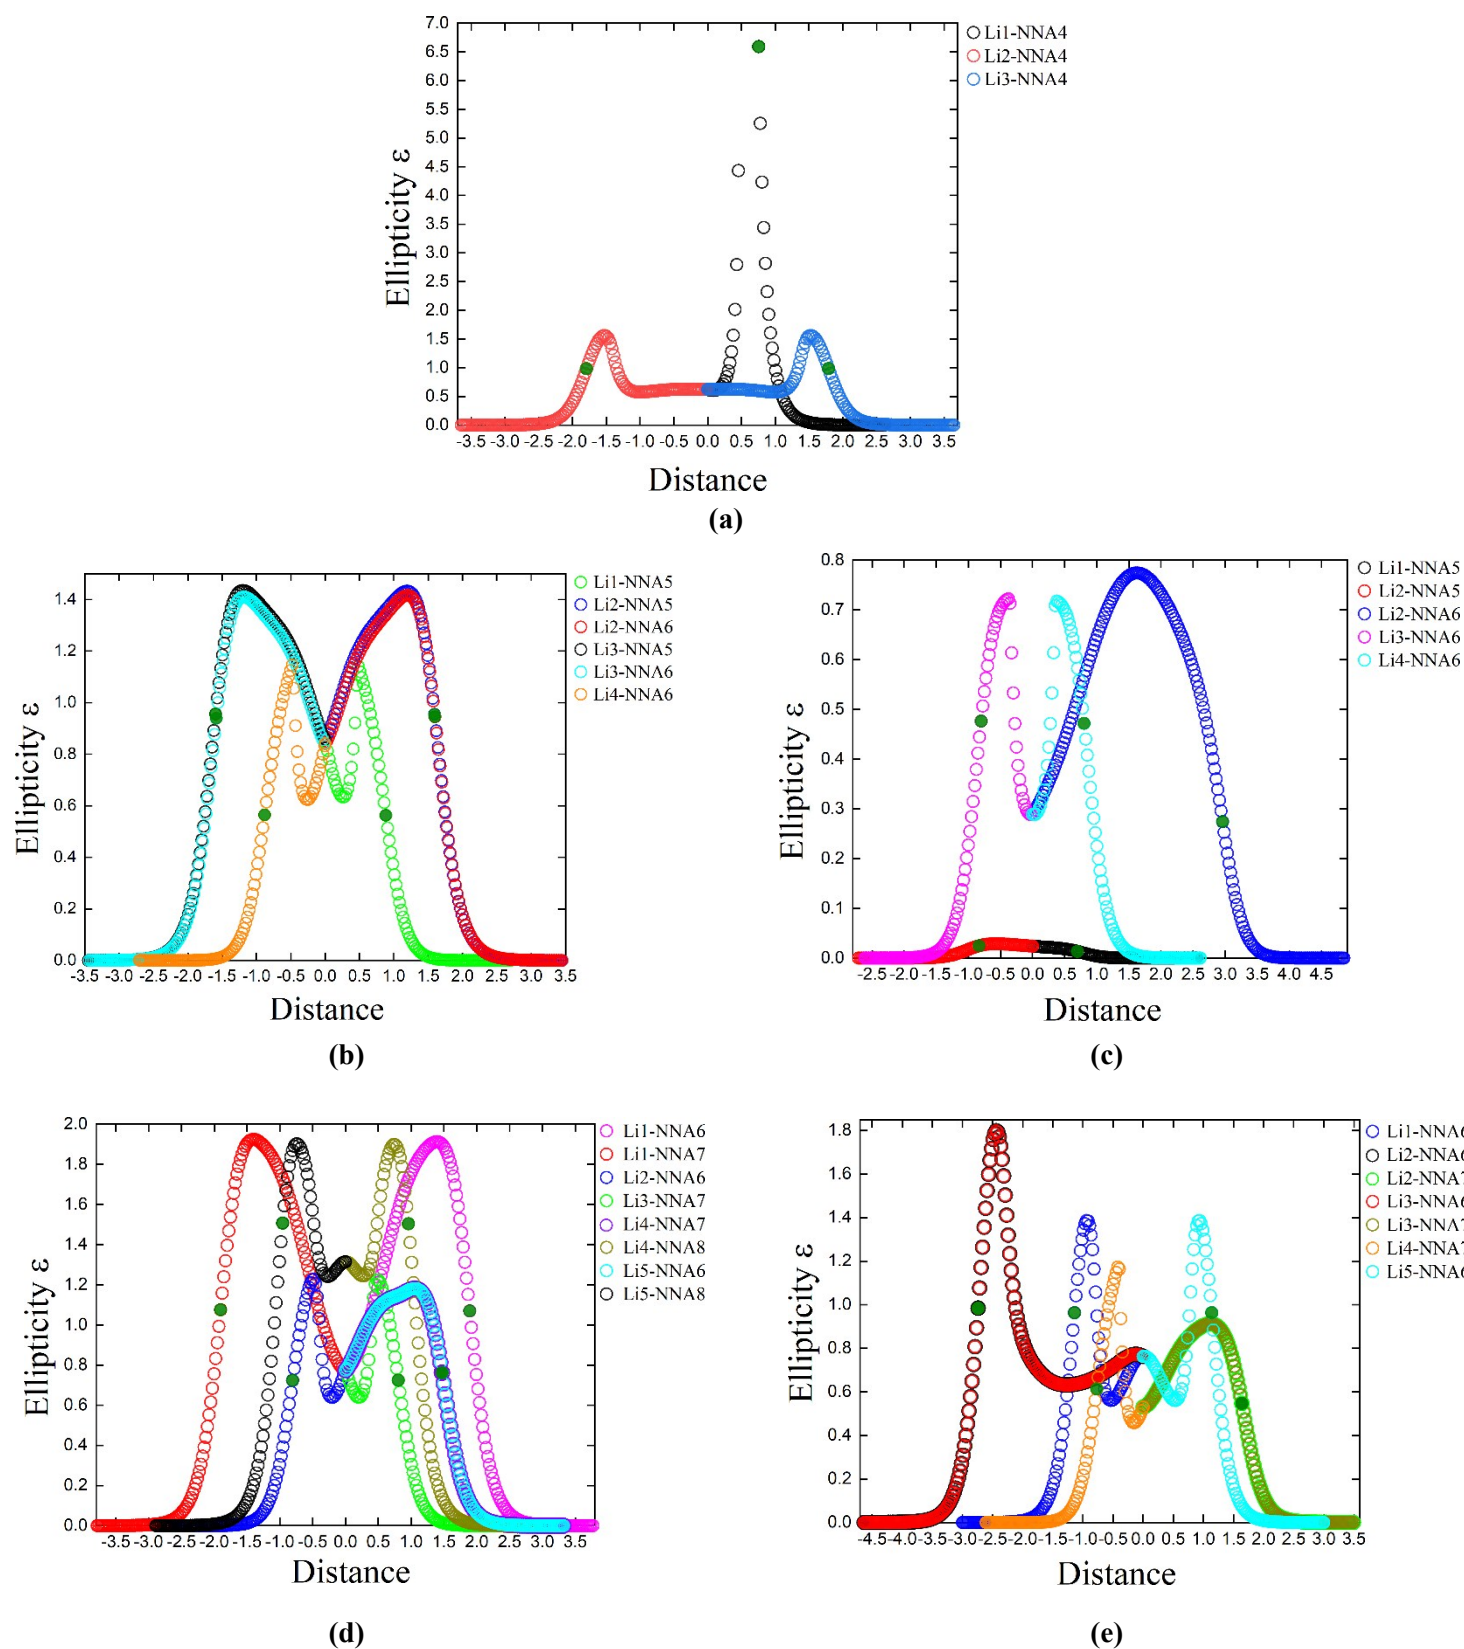 7.0
6.5
6.0
5.5
5.0
4.5
4.0
3.5
3.0
2.5
2.0
1.5
1.0
0.5
0.0
Ellipticity ε
-3.5 -3.0 -2.5 -2.0 -1.5 -1.0 -0.5 0.0 0.5 1.0 1.5 2.0 2.5 3.0 3.5
Distance
Li1-NNA4
Li2-NNA4
Li3-NNA4
(a)
1.4
1.2
1.0
0.8
0.6
0.4
0.2
0.0
Ellipticity ε
-3.5 -3.0 -2.5 -2.0 -1.5 -1.0 -0.5 0.0 0.5 1.0 1.5 2.0 2.5 3.0 3.5
Distance
Li1-NNA5
Li2-NNA5
Li2-NNA6
Li3-NNA5
Li3-NNA6
Li4-NNA6
(b)
0.8
0.7
0.6
0.5
0.4
0.3
0.2
0.1
0.0
Ellipticity ε
-2.5 -2.0 -1.5 -1.0 -0.5 0.0 0.5 1.0 1.5 2.0 2.5 3.0 3.5 4.0 4.5
Distance
Li1-NNA5
Li2-NNA5
Li2-NNA6
Li3-NNA6
Li4-NNA6
(c)
2.0
1.8
1.6
1.4
1.2
1.0
0.8
0.6
0.4
0.2
0.0
Ellipticity ε
-3.5 -3.0 -2.5 -2.0 -1.5 -1.0 -0.5 0.0 0.5 1.0 1.5 2.0 2.5 3.0 3.5
Distance
Li1-NNA6
Li1-NNA7
Li2-NNA6
Li3-NNA7
Li4-NNA7
Li4-NNA8
Li5-NNA6
Li5-NNA8
(d)
1.8
1.6
1.4
1.2
1.0
0.8
0.6
0.4
0.2
0.0
Ellipticity ε
-4.5 -4.0 -3.5 -3.0 -2.5 -2.0 -1.5 -1.0 -0.5 0.0 0.5 1.0 1.5 2.0 2.5 3.0 3.5
Distance
Li1-NNA6
Li2-NNA6
Li2-NNA7
Li3-NNA6
Li3-NNA7
Li4-NNA7
Li5-NNA6
(e)